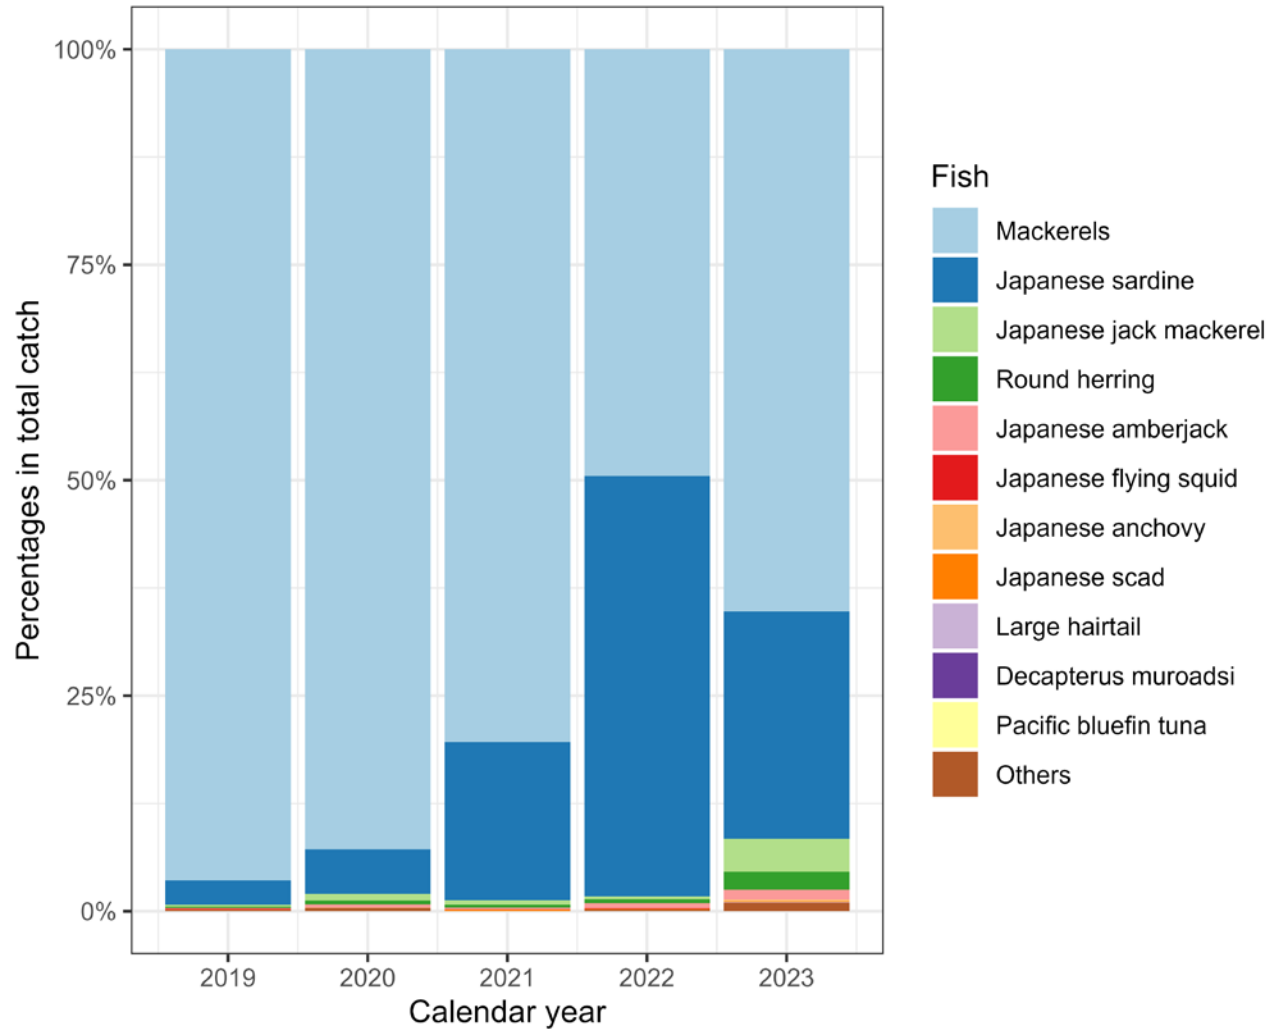 Percentages in total catch
100%
75%
50%
25%
0%
2019 2020 2021 2022 2023
Calendar year
Fish
Mackerels
Japanese sardine
Japanese jack mackerel
Round herring
Japanese amberjack
Japanese flying squid
Japanese anchovy
Japanese scad
Large hairtail
Decapterus muroadsi
Pacific bluefin tuna
Others